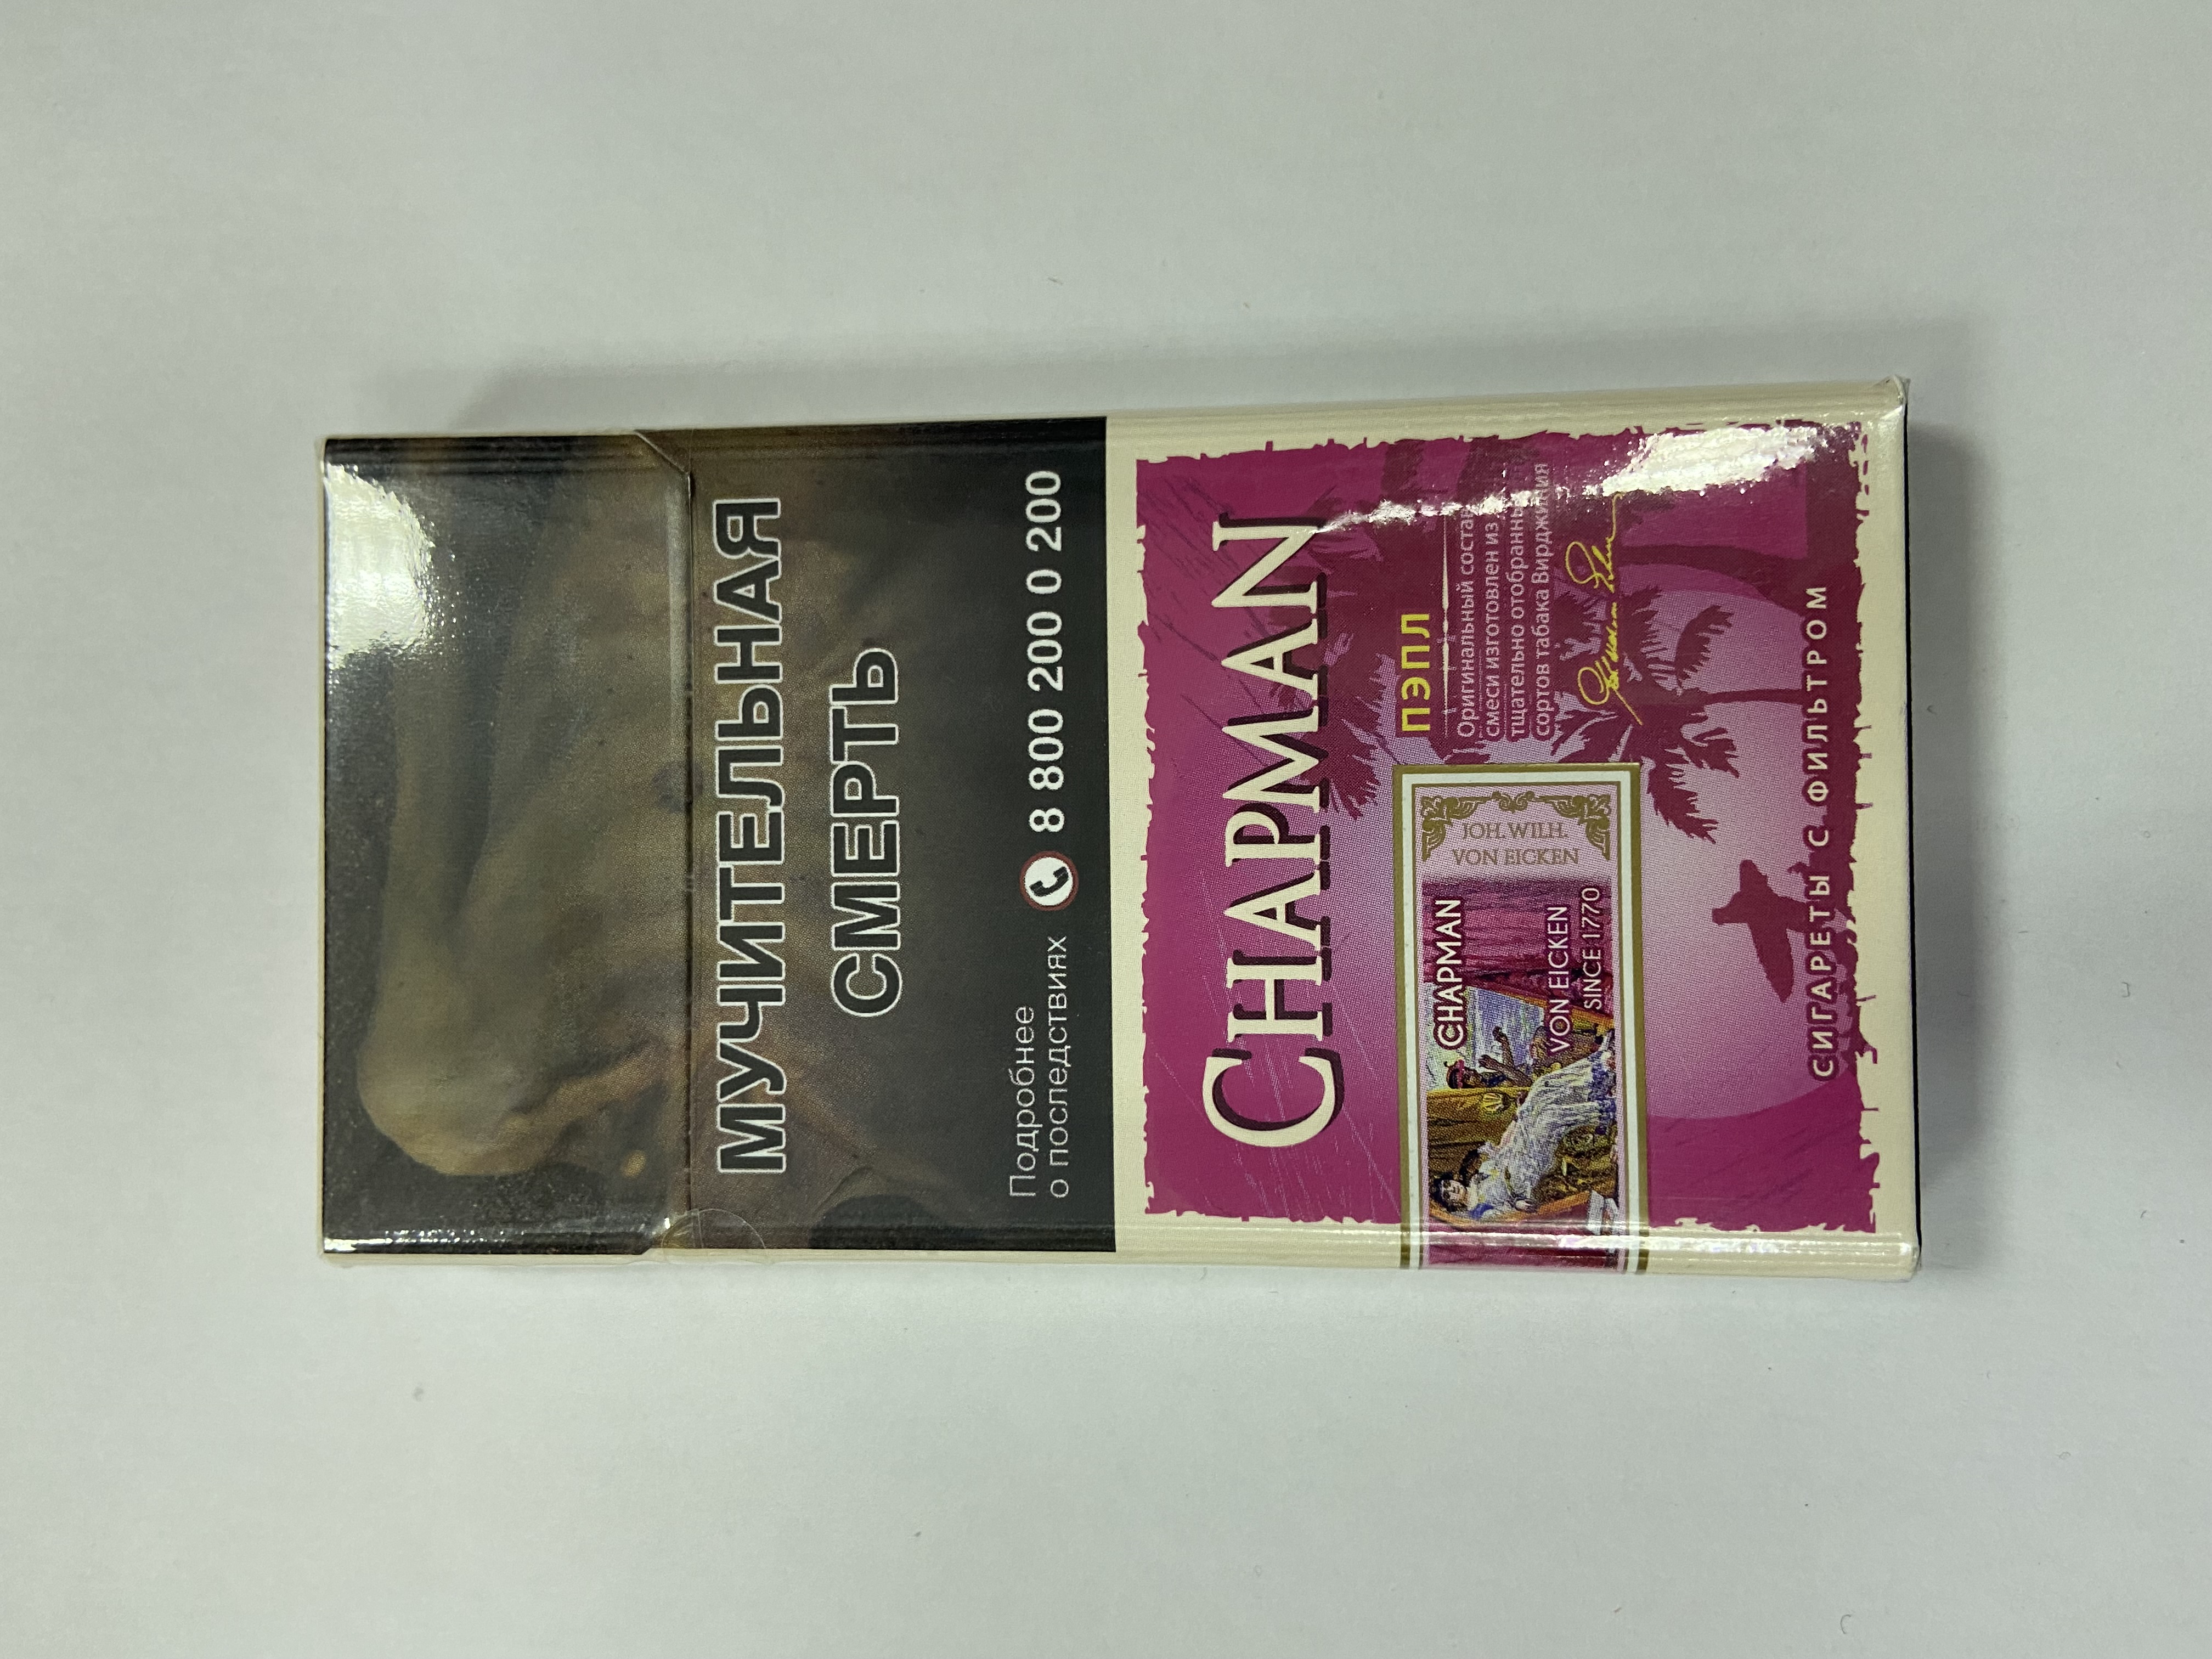 МУЧИТЕЛЬНАЯ
СМЕРТЬ
Подробнее
о последствиях
8 800 200 0 200
CHAPMAN
ПЭПЛ
Оригинальный состав
смеси изготовлен из
тщательно отобранных
сортов табака Вирджиния
JOH. WILH.
VON EICKEN
CHAPMAN
VON EICKEN
SINCE 1770
СИГАРЕТЫ С ФИЛЬТРОМ